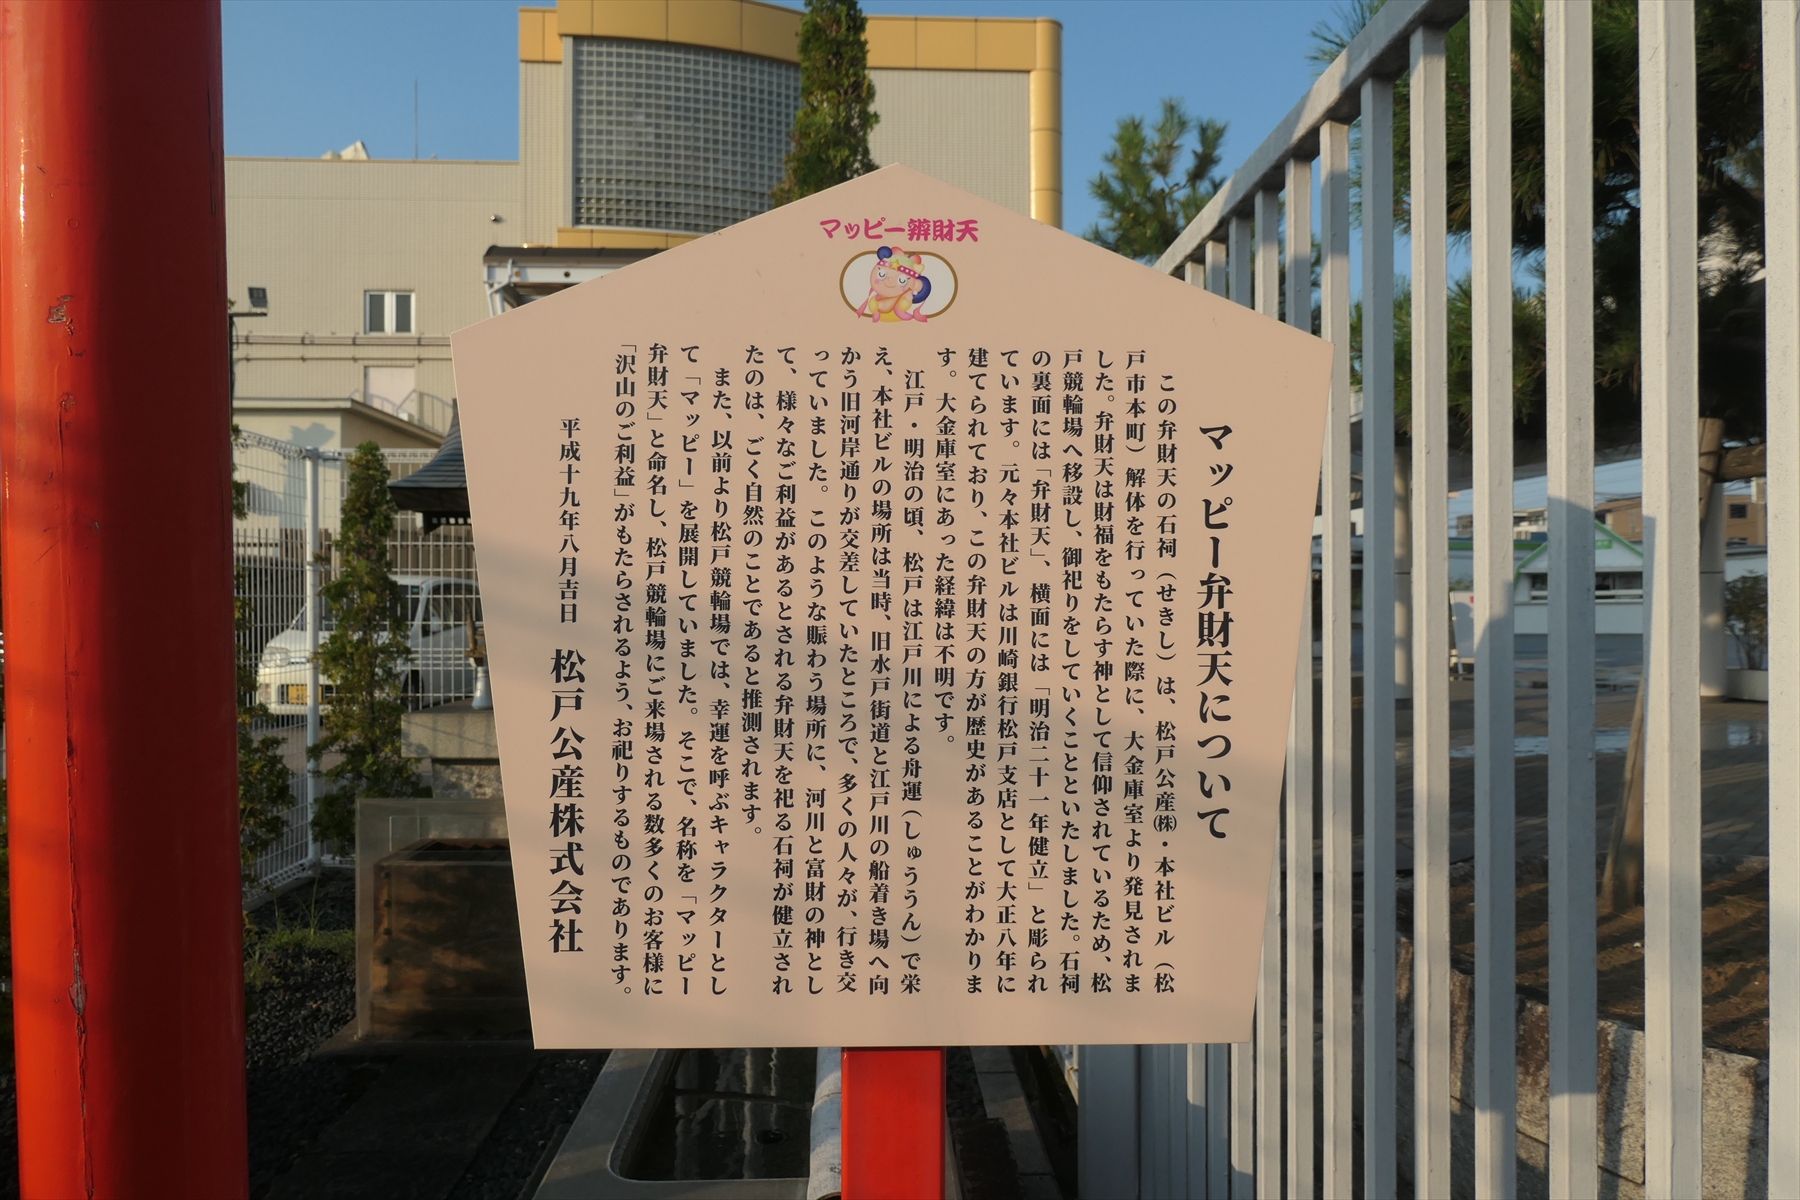 マッピー辨財天
マッピー弁財天について
この弁財天の石祠（せきし）は、松戸公産㈱・本社ビル（松
戸市本町）解体を行っていた際に、大金庫室より発見されま
した。弁財天は財福をもたらす神として信仰されているため、松
戸競輪場へ移設し、御祀りをしていくことといたしました。石祠
の裏面には「弁財天」、横面には「明治二十一年健立」と彫られ
ています。元々本社ビルは川崎銀行松戸支店として大正八年に
建てられており、この弁財天の方が歴史があることがわかりま
す。大金庫室にあった経緯は不明です。
江戸・明治の頃、松戸は江戸川による舟運（しゅううん）で栄
え、本社ビルの場所は当時、旧水戸街道と江戸川の船着き場へ向
かう旧河岸通りが交差していたところで、多くの人々が、行き交
っていました。このような賑わう場所に、河川と富財の神とし
て、様々なご利益があるとされる弁財天を祀る石祠が健立され
たのは、ごく自然のことであると推測されます。
また、以前より松戸競輪場では、幸運を呼ぶキャラクターとし
て「マッピー」を展開していました。そこで、名称を「マッピー
弁財天」と命名し、松戸競輪場にご来場される数多くのお客様に
「沢山のご利益」がもたらされるよう、お祀りするものであります。
平成十九年八月吉日　松戸公産株式会社